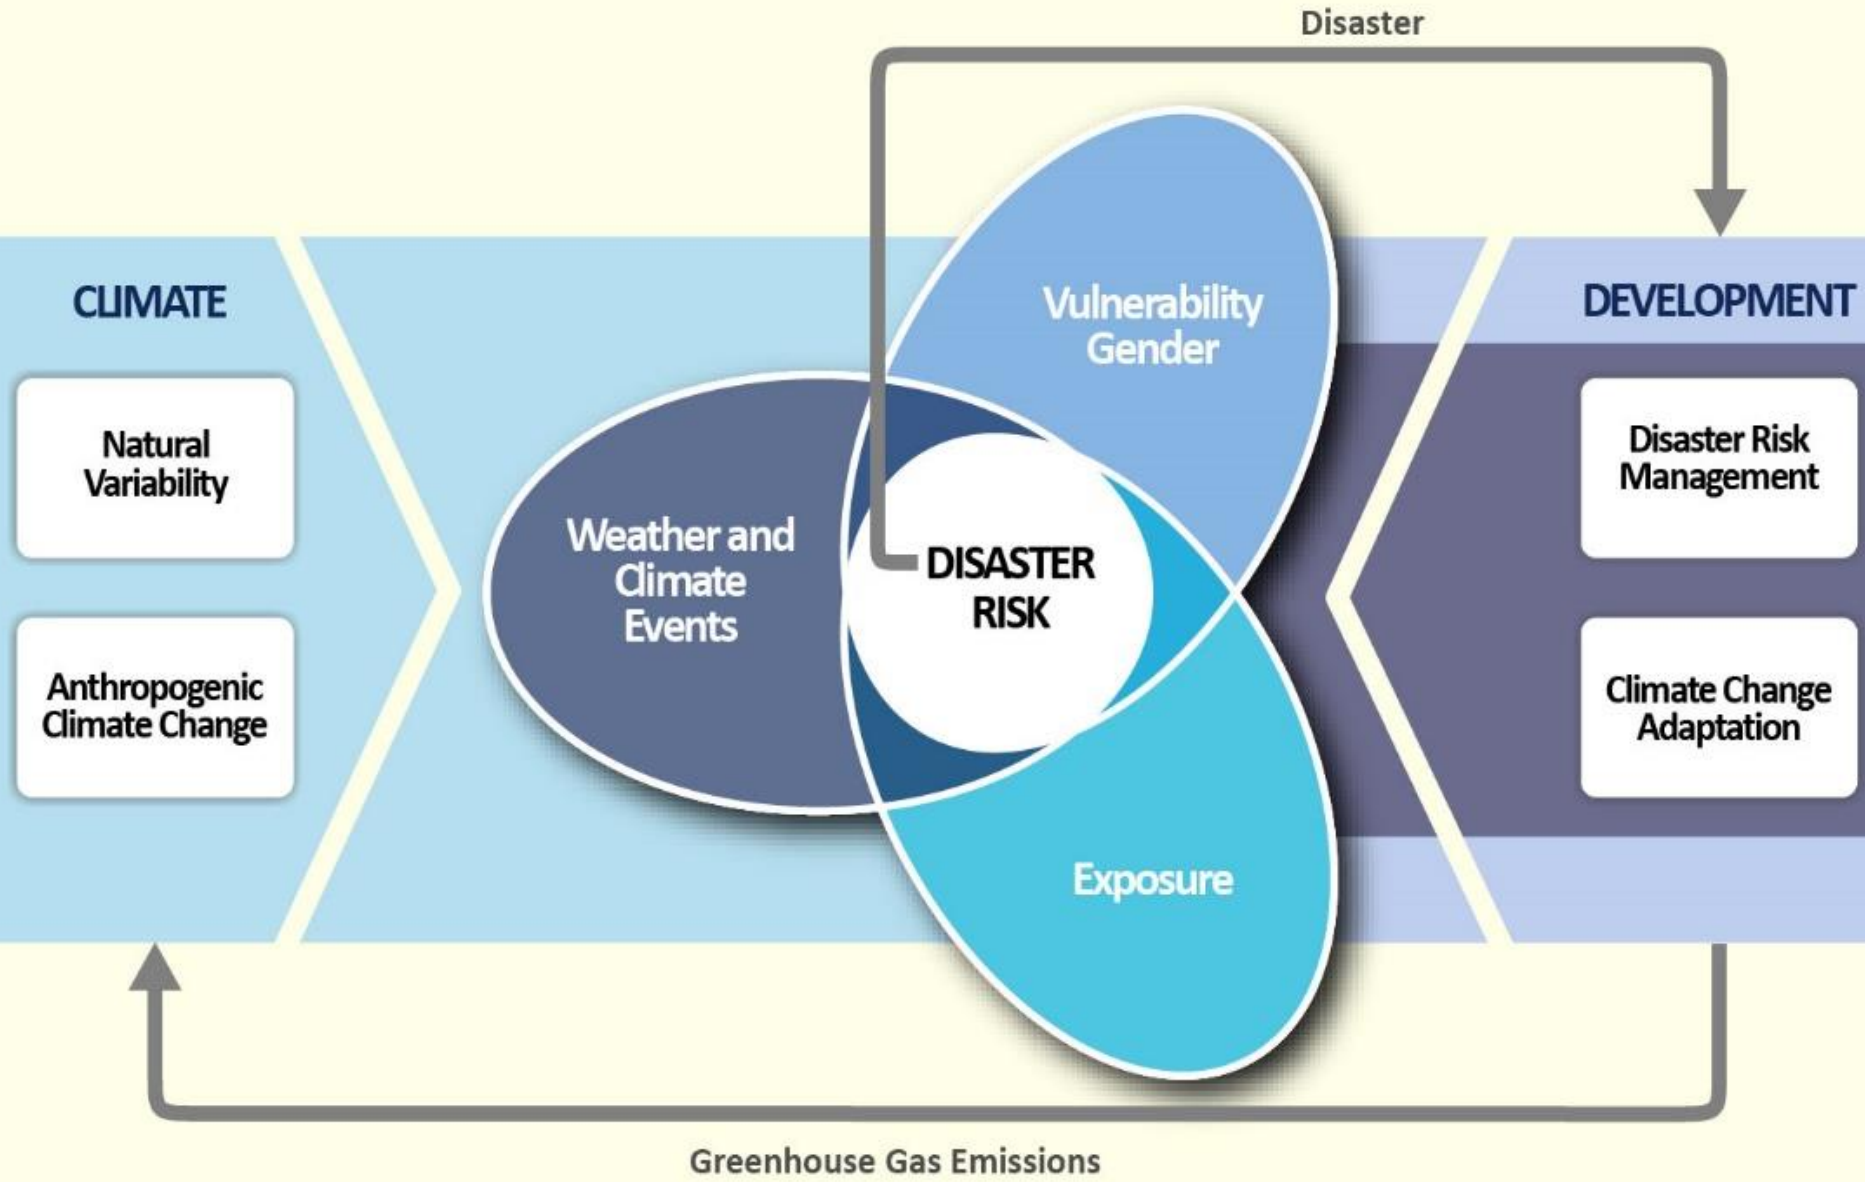 Disaster
CLIMATE
Natural
Variability
Anthropogenic
Climate Change
Weather and
Climate
Events
Vulnerability
Gender
DISASTER
RISK
Exposure
DEVELOPMENT
Disaster Risk
Management
Climate Change
Adaptation
Greenhouse Gas Emissions